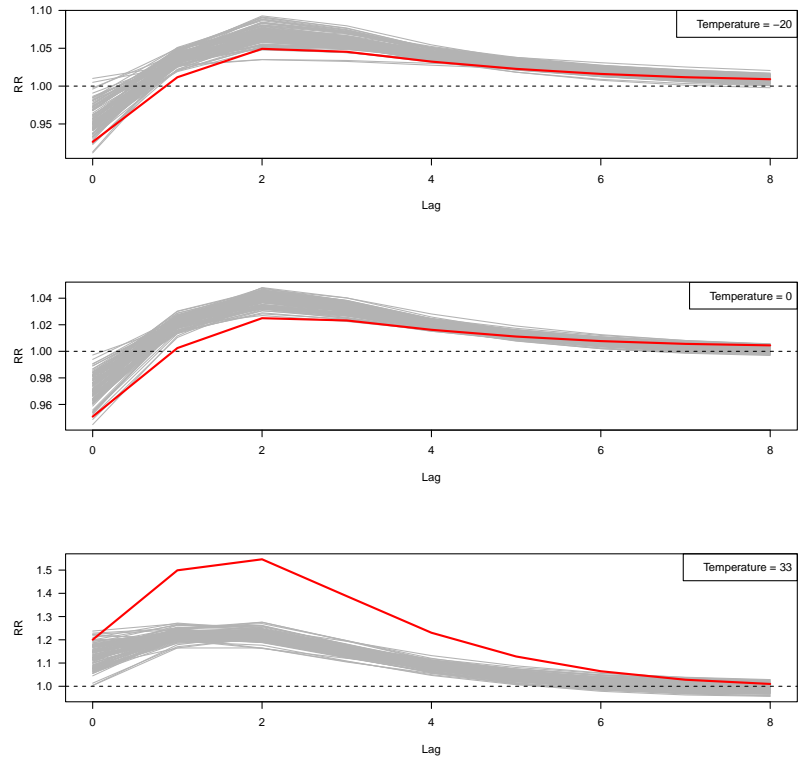 Temperature = −20
RR
1.10
1.05
1.00
0.95
0 2 4 6 8
Lag
Temperature = 0
RR
1.04
1.02
1.00
0.98
0.96
0 2 4 6 8
Lag
Temperature = 33
RR
1.5
1.4
1.3
1.2
1.1
1.0
0 2 4 6 8
Lag